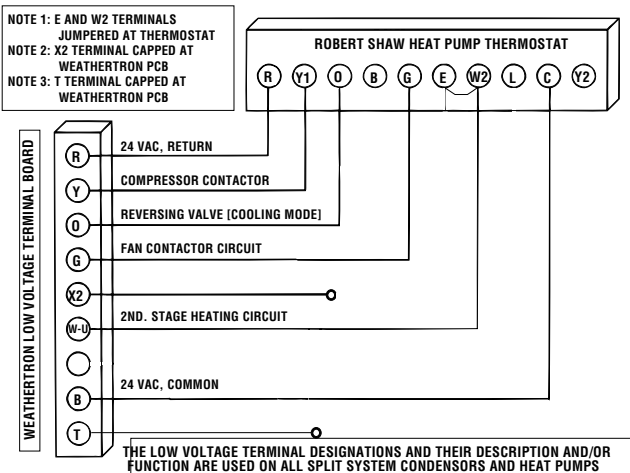 NOTE 1: E AND W2 TERMINALS
JUMPERED AT THERMOSTAT
NOTE 2: X2 TERMINAL CAPPED AT
WEATHERTRON PCB
NOTE 3: T TERMINAL CAPPED AT
WEATHERTRON PCB
ROBERT SHAW HEAT PUMP THERMOSTAT
R Y1 O B G E W2 L C Y2
WEATHERTRON LOW VOLTAGE TERMINAL BOARD
R 24 VAC, RETURN
Y COMPRESSOR CONTACTOR
O REVERSING VALVE [COOLING MODE]
G FAN CONTACTOR CIRCUIT
X2
W-U 2ND. STAGE HEATING CIRCUIT
B 24 VAC, COMMON
T
THE LOW VOLTAGE TERMINAL DESIGNATIONS AND THEIR DESCRIPTION AND/OR
FUNCTION ARE USED ON ALL SPLIT SYSTEM CONDENSORS AND HEAT PUMPS